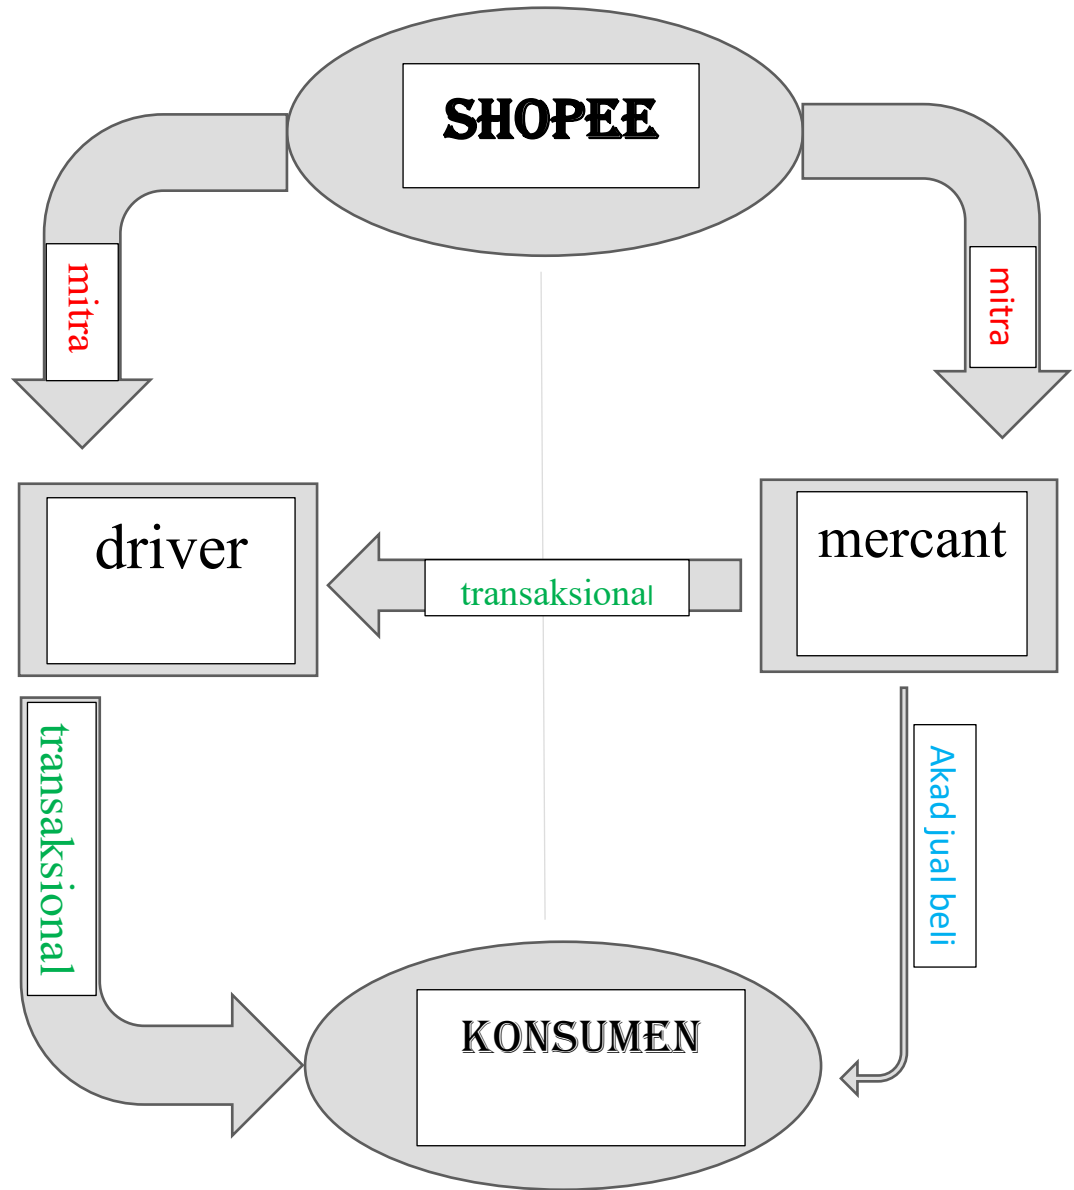 SHOPEE
mitra
mitra
driver
mercant
transaksional
transaksional
Akad jual beli
KONSUMEN